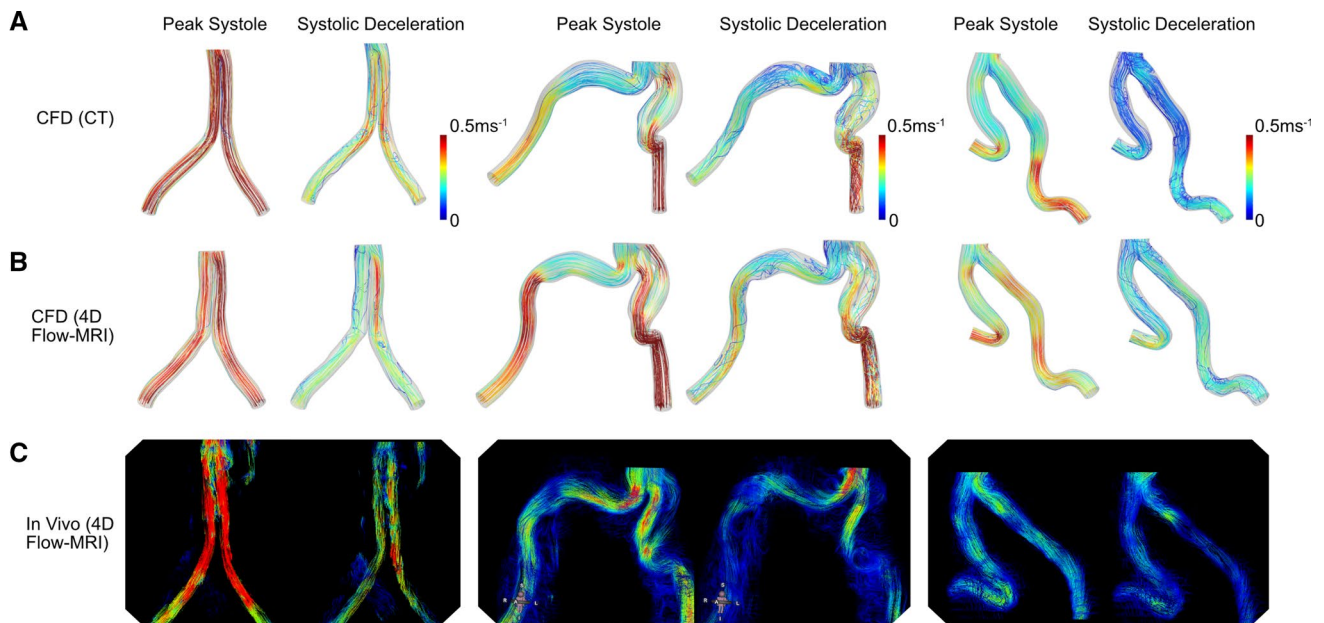 A
Peak Systole
Systolic Deceleration
Peak Systole
Systolic Deceleration
Peak Systole
Systolic Deceleration
CFD (CT)
0.5ms⁻¹
0
0.5ms⁻¹
0
0.5ms⁻¹
0
B
CFD (4D
Flow-MRI)
C
In Vivo (4D
Flow-MRI)
S
R A L
I
S
R A L
I